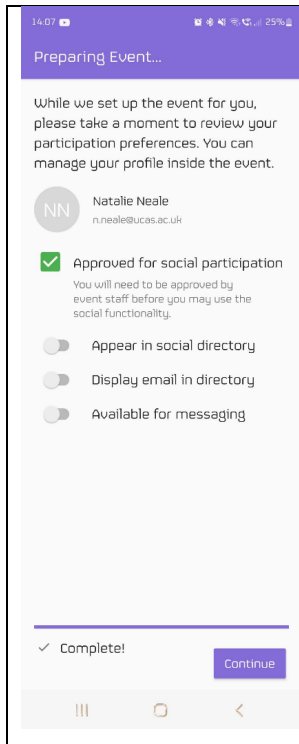 14:07 25%
Preparing Event...
While we set up the event for you,
please take a moment to review your
participation preferences. You can
manage your profile inside the event.
NN
Natalie Neale
n.neale@ucas.ac.uk
Approved for social participation
You will need to be approved by
event staff before you may use the
social functionality.
Appear in social directory
Display email in directory
Available for messaging
Complete!
Continue